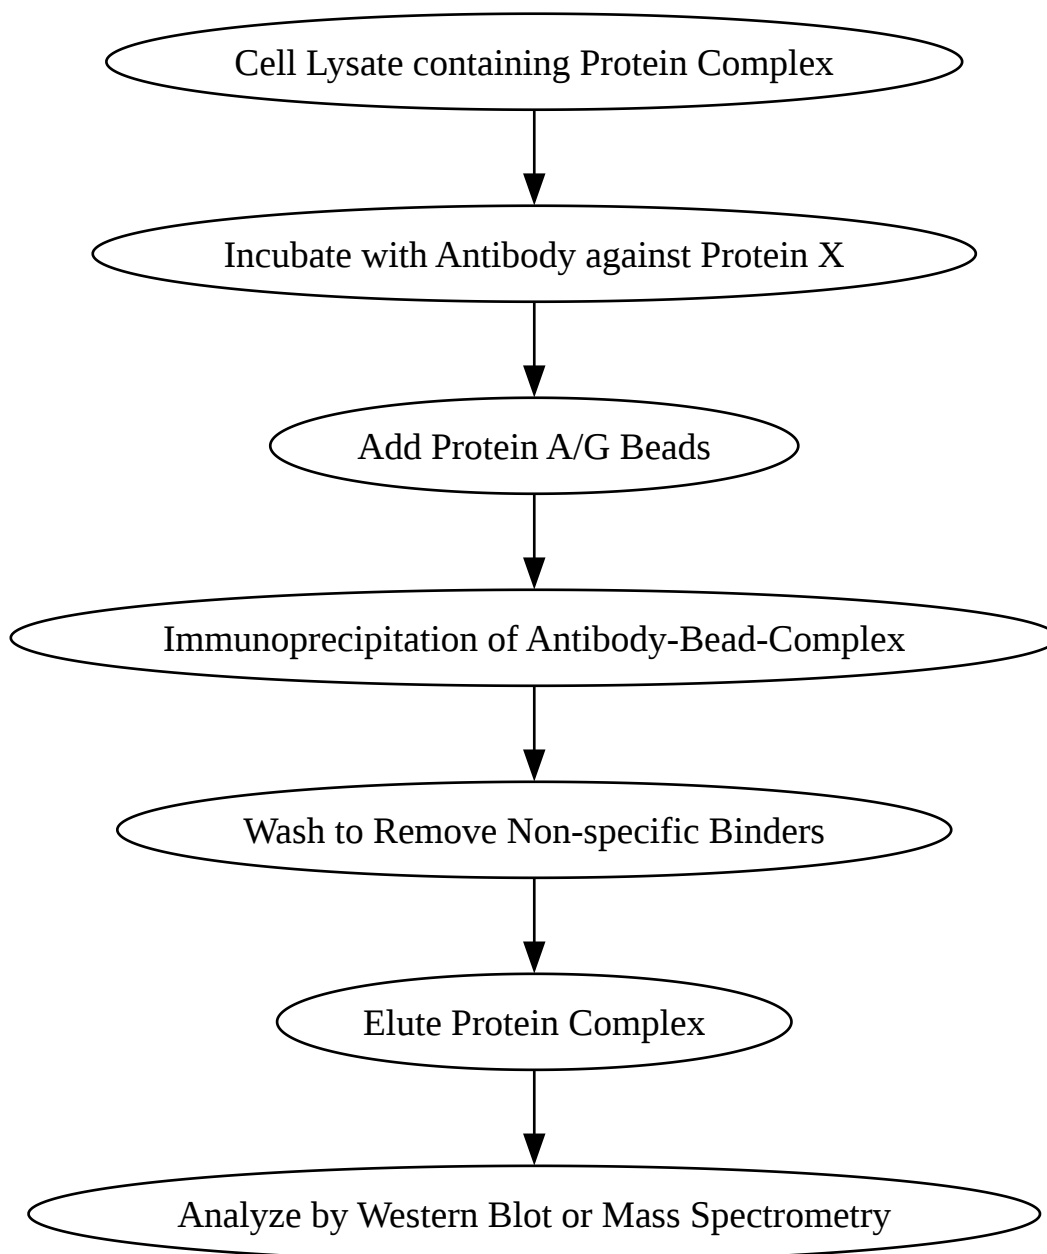 Cell Lysate containing Protein Complex
Incubate with Antibody against Protein X
Add Protein A/G Beads
Immunoprecipitation of Antibody-Bead-Complex
Wash to Remove Non-specific Binders
Elute Protein Complex
Analyze by Western Blot or Mass Spectrometry